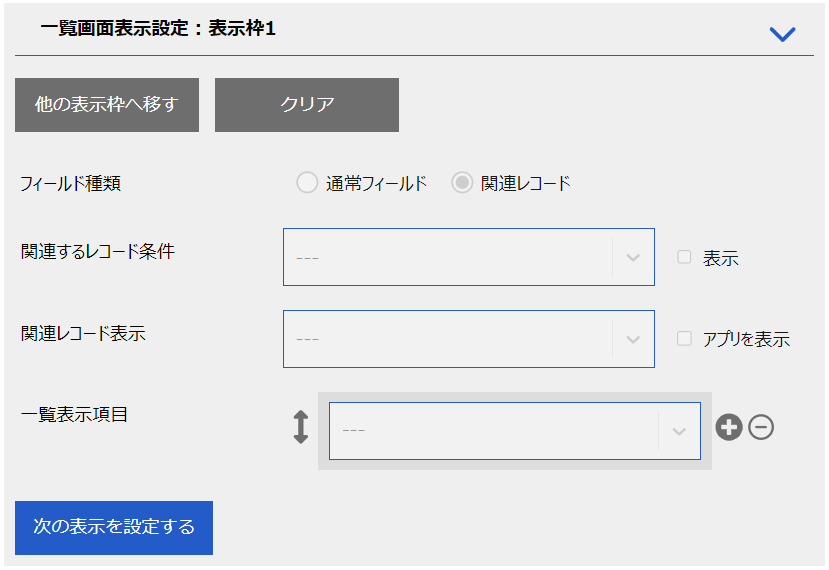 一覧画面表示設定：表示枠1
他の表示枠へ移す クリア
フィールド種類 通常フィールド 関連レコード
関連するレコード条件 --- 表示
関連レコード表示 --- アプリを表示
一覧表示項目 ---
次の表示を設定する